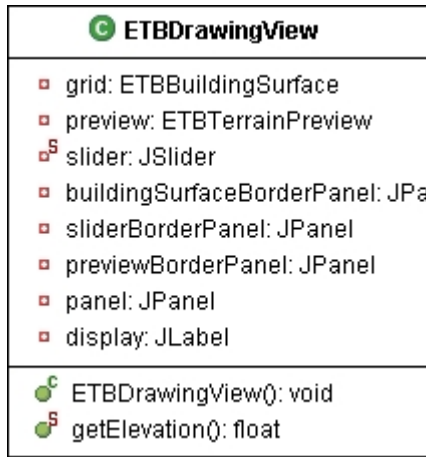 C ETBDrawingView
grid: ETBBuildingSurface
preview: ETBTerrainPreview
S slider: JSlider
buildingSurfaceBorderPanel: JPa
sliderBorderPanel: JPanel
previewBorderPanel: JPanel
panel: JPanel
display: JLabel
C ETBDrawingView(): void
S getElevation(): float